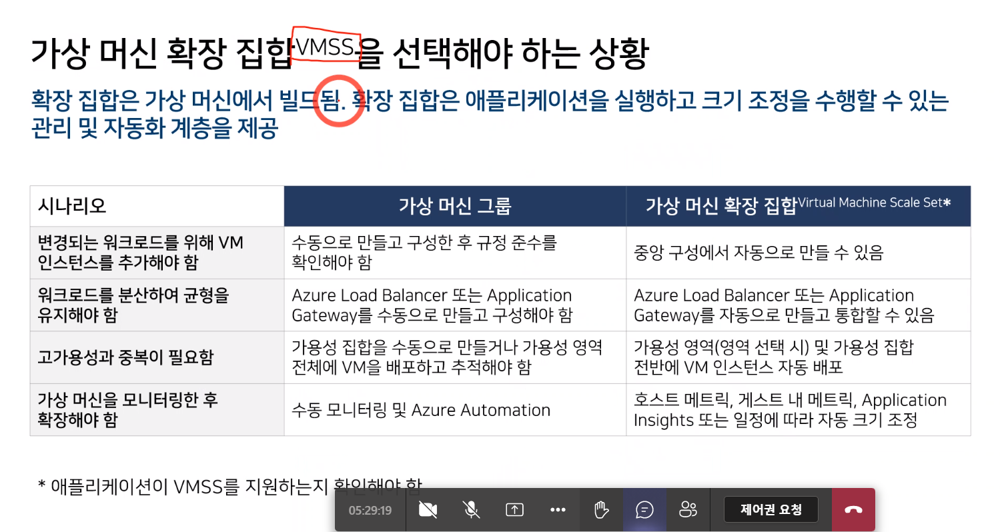 가상 머신 확장 집합VMSS을 선택해야 하는 상황
확장 집합은 가상 머신에서 빌드됨. 확장 집합은 애플리케이션을 실행하고 크기 조정을 수행할 수 있는
관리 및 자동화 계층을 제공
시나리오
가상 머신 그룹
가상 머신 확장 집합Virtual Machine Scale Set*
변경되는 워크로드를 위해 VM
인스턴스를 추가해야 함
수동으로 만들고 구성한 후 규정 준수를
확인해야 함
중앙 구성에서 자동으로 만들 수 있음
워크로드를 분산하여 균형을
유지해야 함
Azure Load Balancer 또는 Application
Gateway를 수동으로 만들고 구성해야 함
Azure Load Balancer 또는 Application
Gateway를 자동으로 만들고 통합할 수 있음
고가용성과 중복이 필요함
가용성 집합을 수동으로 만들거나 가용성 영역
전체에 VM을 배포하고 추적해야 함
가용성 영역(영역 선택 시) 및 가용성 집합
전반에 VM 인스턴스 자동 배포
가상 머신을 모니터링한 후
확장해야 함
수동 모니터링 및 Azure Automation
호스트 메트릭, 게스트 내 메트릭, Application
Insights 또는 일정에 따라 자동 크기 조정
* 애플리케이션이 VMSS를 지원하는지 확인해야 함
05:29:19
제어권 요청